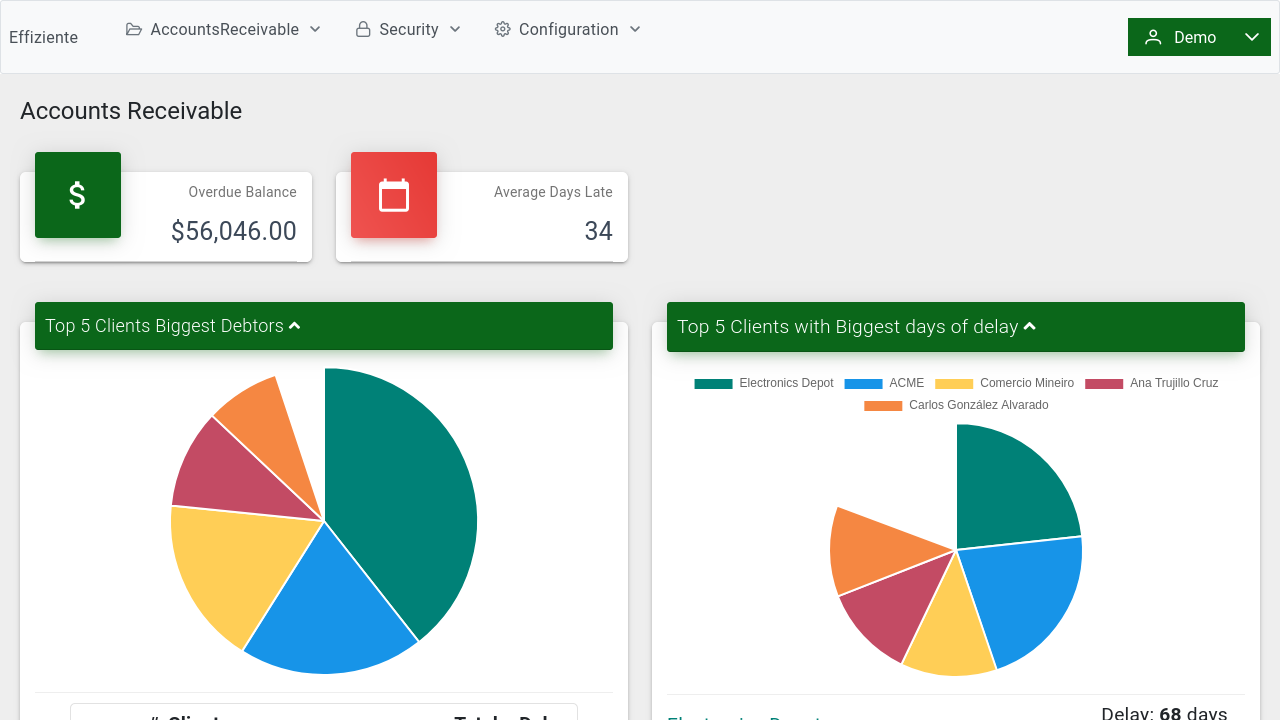 Effiziente
AccountsReceivable
Security
Configuration
Demo
Accounts Receivable
Overdue Balance
$56,046.00
Average Days Late
34
Top 5 Clients Biggest Debtors
Top 5 Clients with Biggest days of delay
Electronics Depot
ACME
Comercio Mineiro
Ana Trujillo Cruz
Carlos González Alvarado
Delay: 68 days